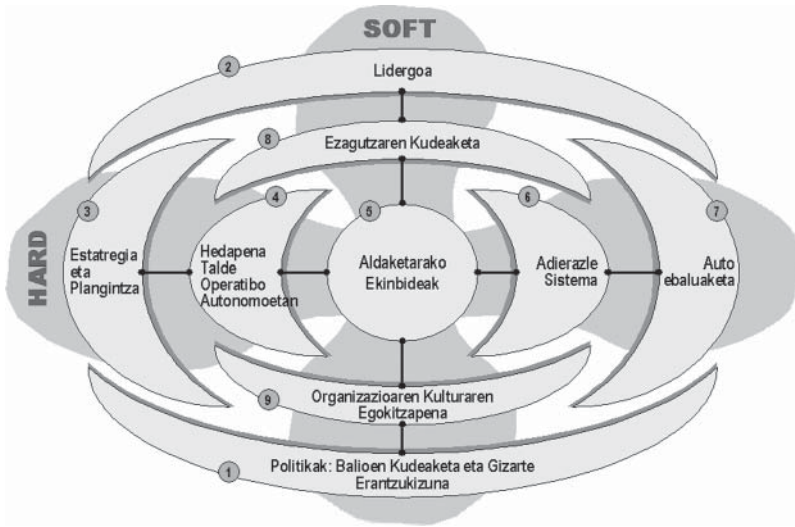 SOFT
2
Lidergoa
8
Ezagutzaren Kudeaketa
HARD
3
Estatregia
eta
Plangintza
4
Hedapena
Talde
Operatibo
Autonomoetan
5
Aldaketarako
Ekinbideak
6
Adierazle
Sistema
7
Auto
ebaluaketa
9
Organizazioaren Kulturaren
Egokitzapena
1
Politikak: Balioen Kudeaketa eta Gizarte
Erantzukizuna